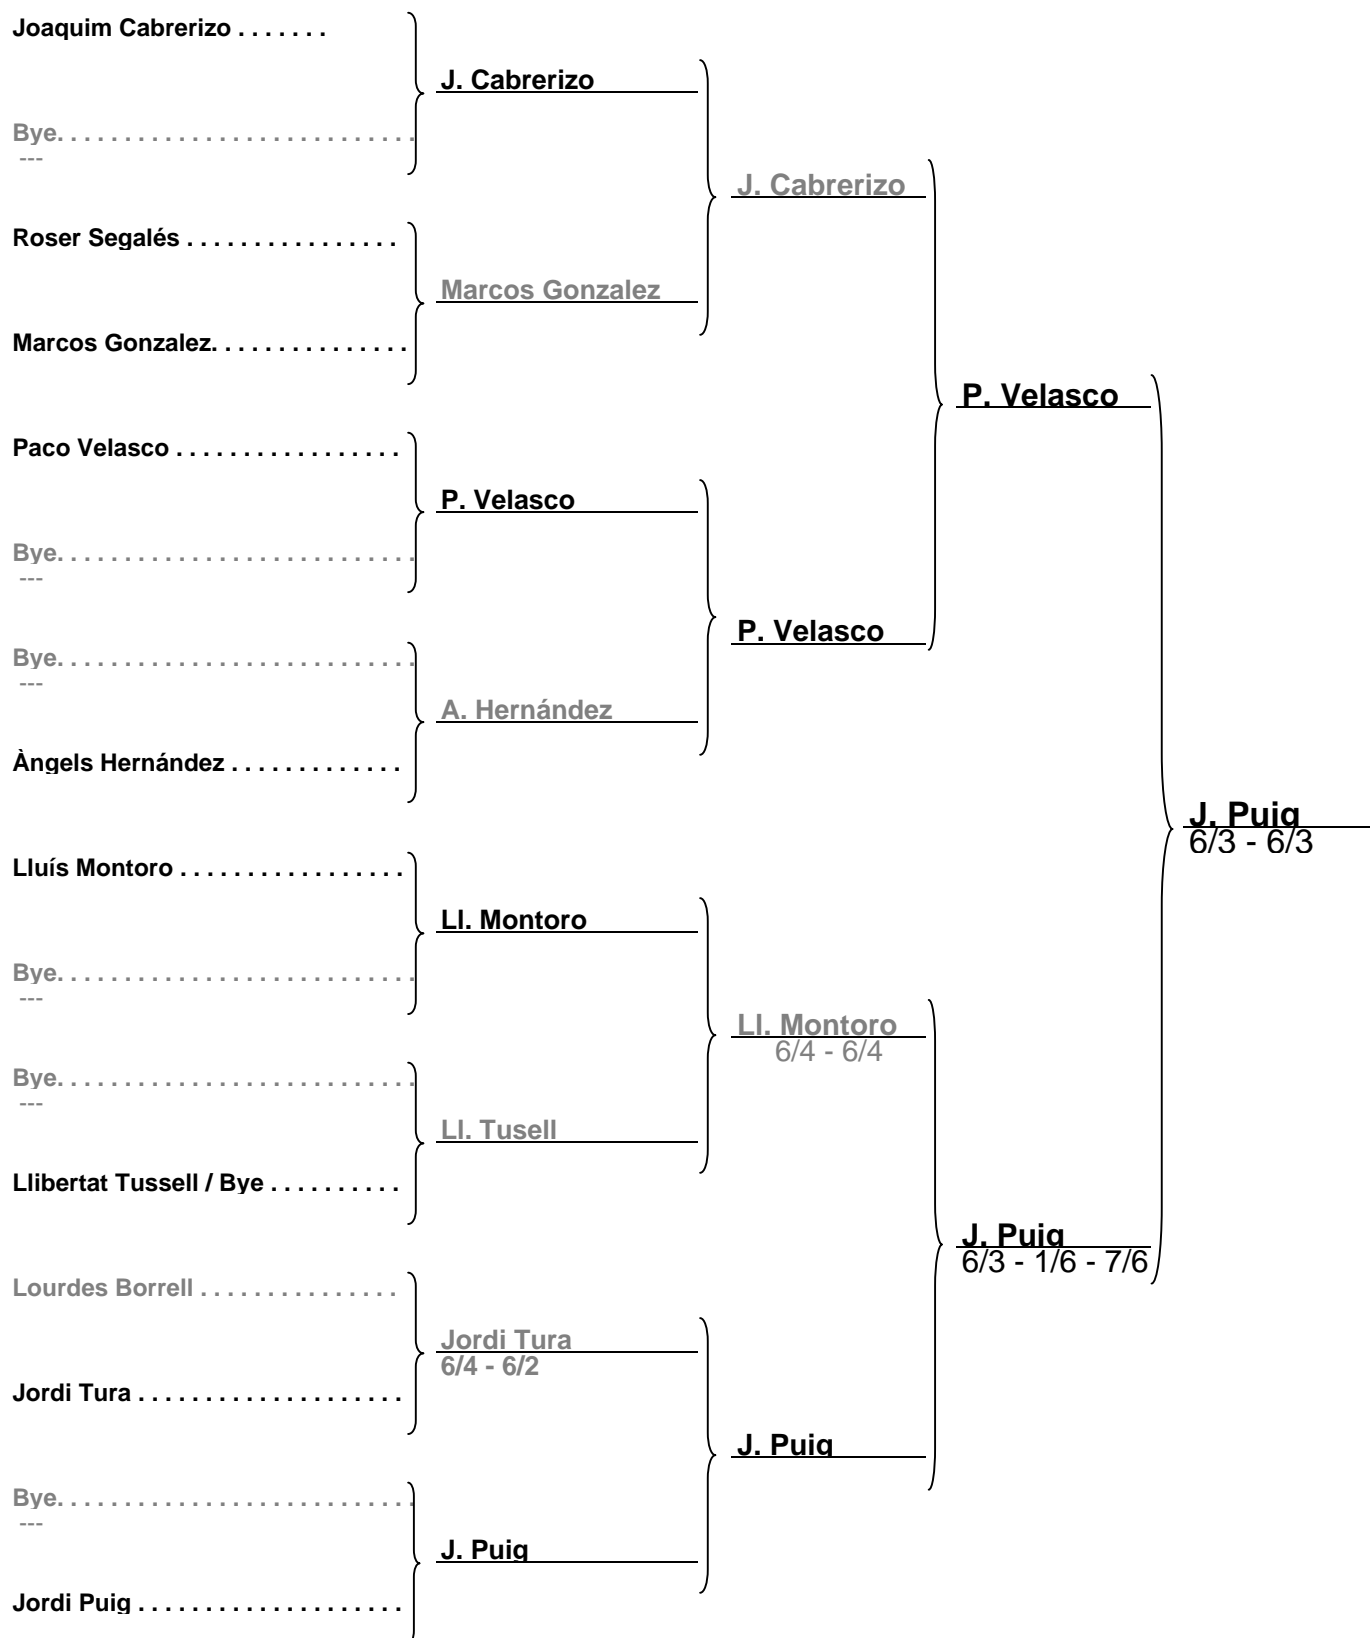 Joaquim Cabrerizo . . . . . . .
J. Cabrerizo
Bye. . . . . . . . . . . . . . . . . . . . . . . . . . .
---
J. Cabrerizo
Roser Segalés . . . . . . . . . . . . . . . .
Marcos Gonzalez
Marcos Gonzalez. . . . . . . . . . . . . . .
P. Velasco
Paco Velasco . . . . . . . . . . . . . . . . .
P. Velasco
Bye. . . . . . . . . . . . . . . . . . . . . . . . . . .
---
P. Velasco
Bye. . . . . . . . . . . . . . . . . . . . . . . . . . .
---
A. Hernández
Àngels Hernández . . . . . . . . . . . . .
J. Puig
6/3 - 6/3
Lluís Montoro . . . . . . . . . . . . . . . . .
Ll. Montoro
Bye. . . . . . . . . . . . . . . . . . . . . . . . . . .
---
Ll. Montoro
6/4 - 6/4
Bye. . . . . . . . . . . . . . . . . . . . . . . . . . .
---
Ll. Tusell
Llibertat Tussell / Bye . . . . . . . . . .
J. Puig
6/3 - 1/6 - 7/6
Lourdes Borrell . . . . . . . . . . . . . . .
Jordi Tura
6/4 - 6/2
Jordi Tura . . . . . . . . . . . . . . . . . . . .
J. Puig
Bye. . . . . . . . . . . . . . . . . . . . . . . . . . .
---
J. Puig
Jordi Puig . . . . . . . . . . . . . . . . . . . .